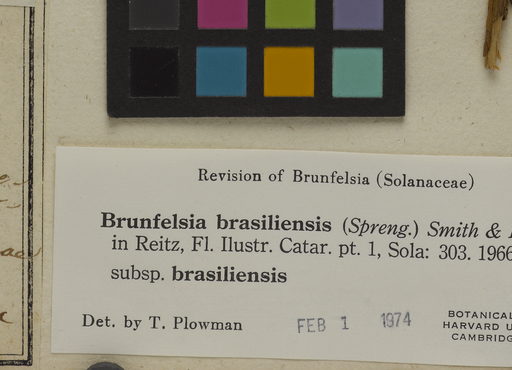 Revision of Brunfelsia (Solanaceae)
Brunfelsia brasiliensis (Spreng.) Smith &
in Reitz, Fl. Ilustr. Catar. pt. 1, Sola: 303. 1966
subsp. brasiliensis
Det. by T. Plowman FEB 1 1974
BOTANICAL
HARVARD U
CAMBRIDG